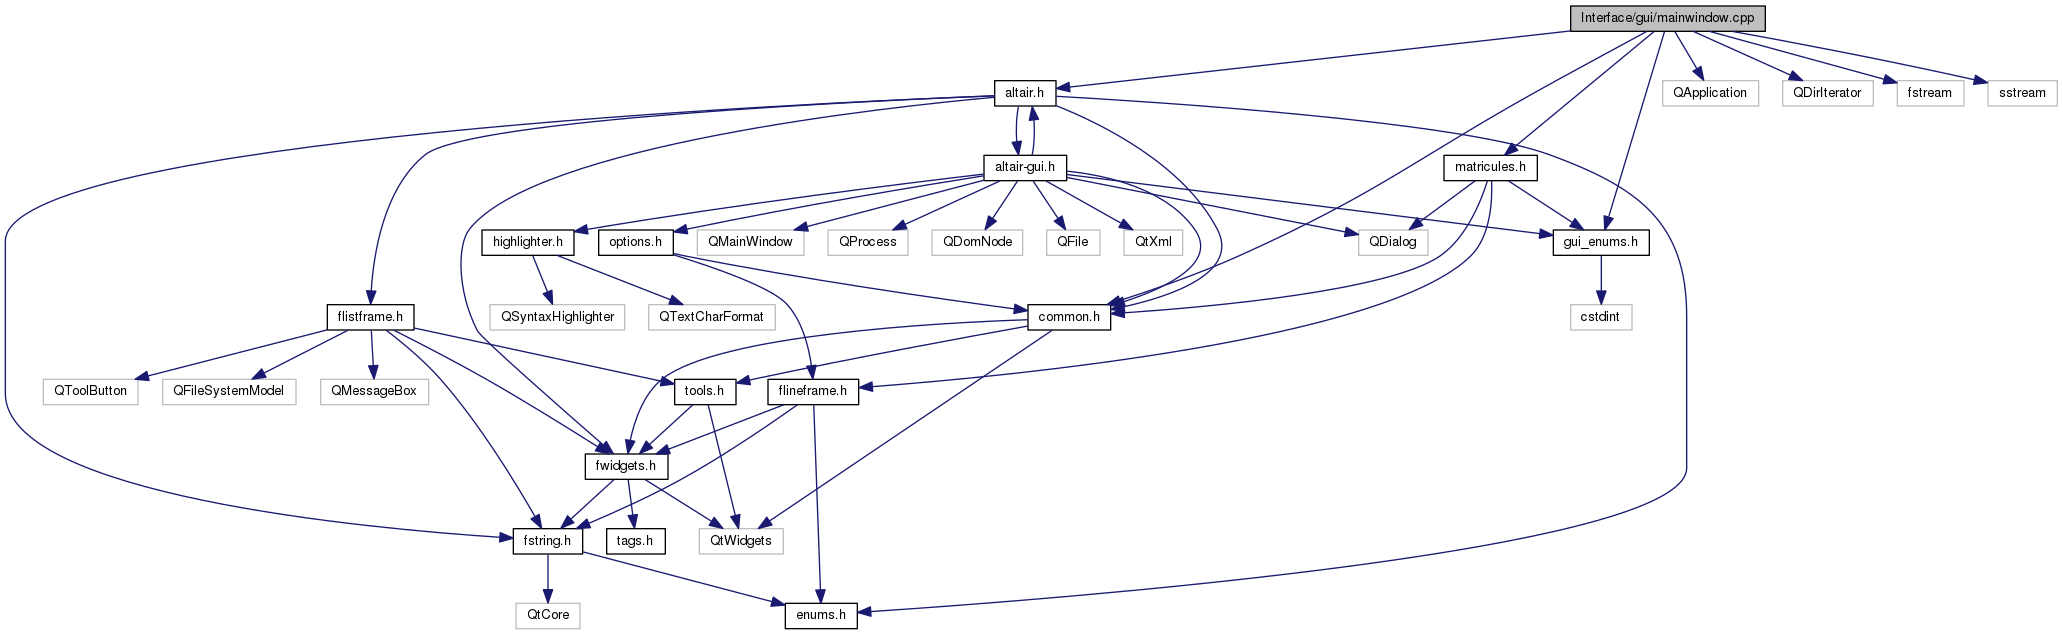 Interface/gui/mainwindow.cpp
altair.h
QApplication
QDirIterator
fstream
sstream
altair-gui.h
matricules.h
highlighter.h
options.h
QMainWindow
QProcess
QDomNode
QFile
QtXml
QDialog
gui_enums.h
flistframe.h
QSyntaxHighlighter
QTextCharFormat
common.h
cstdint
QToolButton
QFileSystemModel
QMessageBox
tools.h
flineframe.h
fwidgets.h
fstring.h
tags.h
QtWidgets
QtCore
enums.h